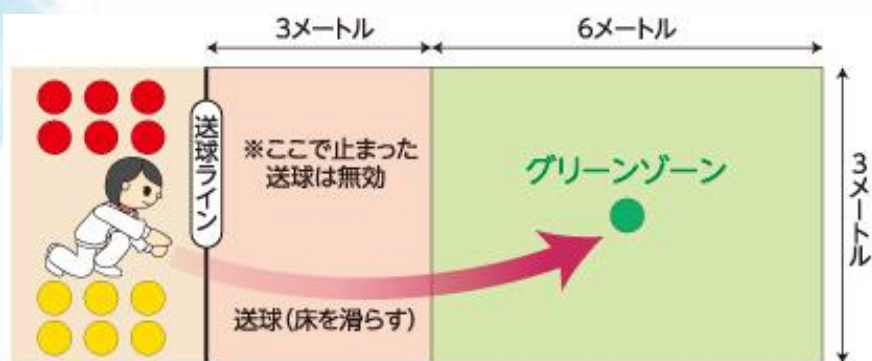 3メートル
6メートル
送球ライン
※ここで止まった
送球は無効
グリーンゾーン
3メートル
送球(床を滑らす)